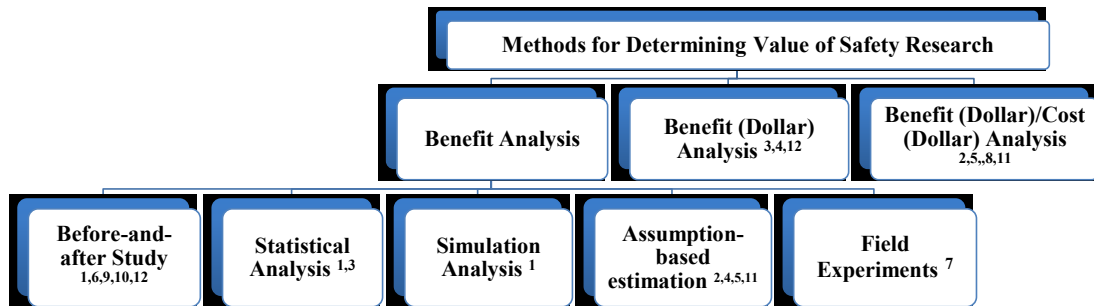 Methods for Determining Value of Safety Research
Benefit Analysis
Benefit (Dollar)
Analysis 3,4,12
Benefit (Dollar)/Cost
(Dollar) Analysis
2,5,,8,11
Before-and-
after Study
1,6,9,10,12
Statistical
Analysis 1,3
Simulation
Analysis 1
Assumption-
based
estimation 2,4,5,11
Field
Experiments 7